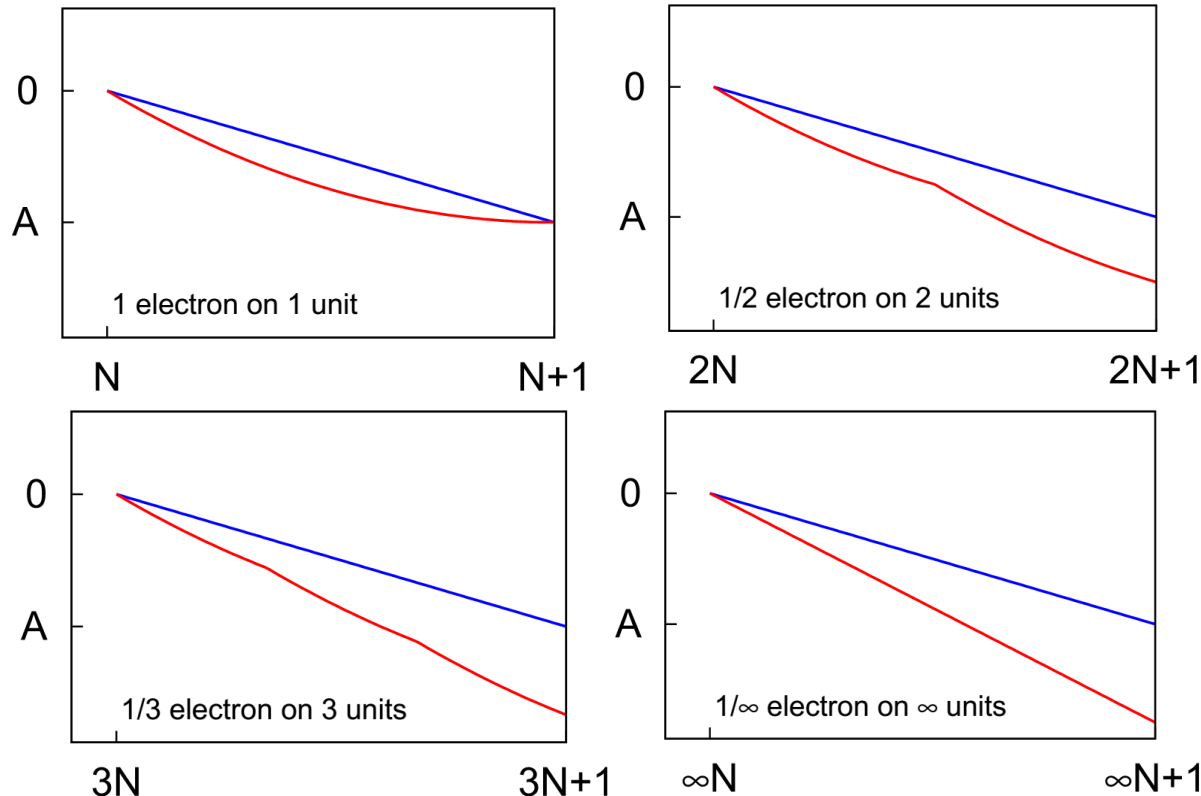 0
A
1 electron on 1 unit
N N+1
0
A
1/2 electron on 2 units
2N 2N+1
0
A
1/3 electron on 3 units
3N 3N+1
0
A
1/∞ electron on ∞ units
∞N ∞N+1